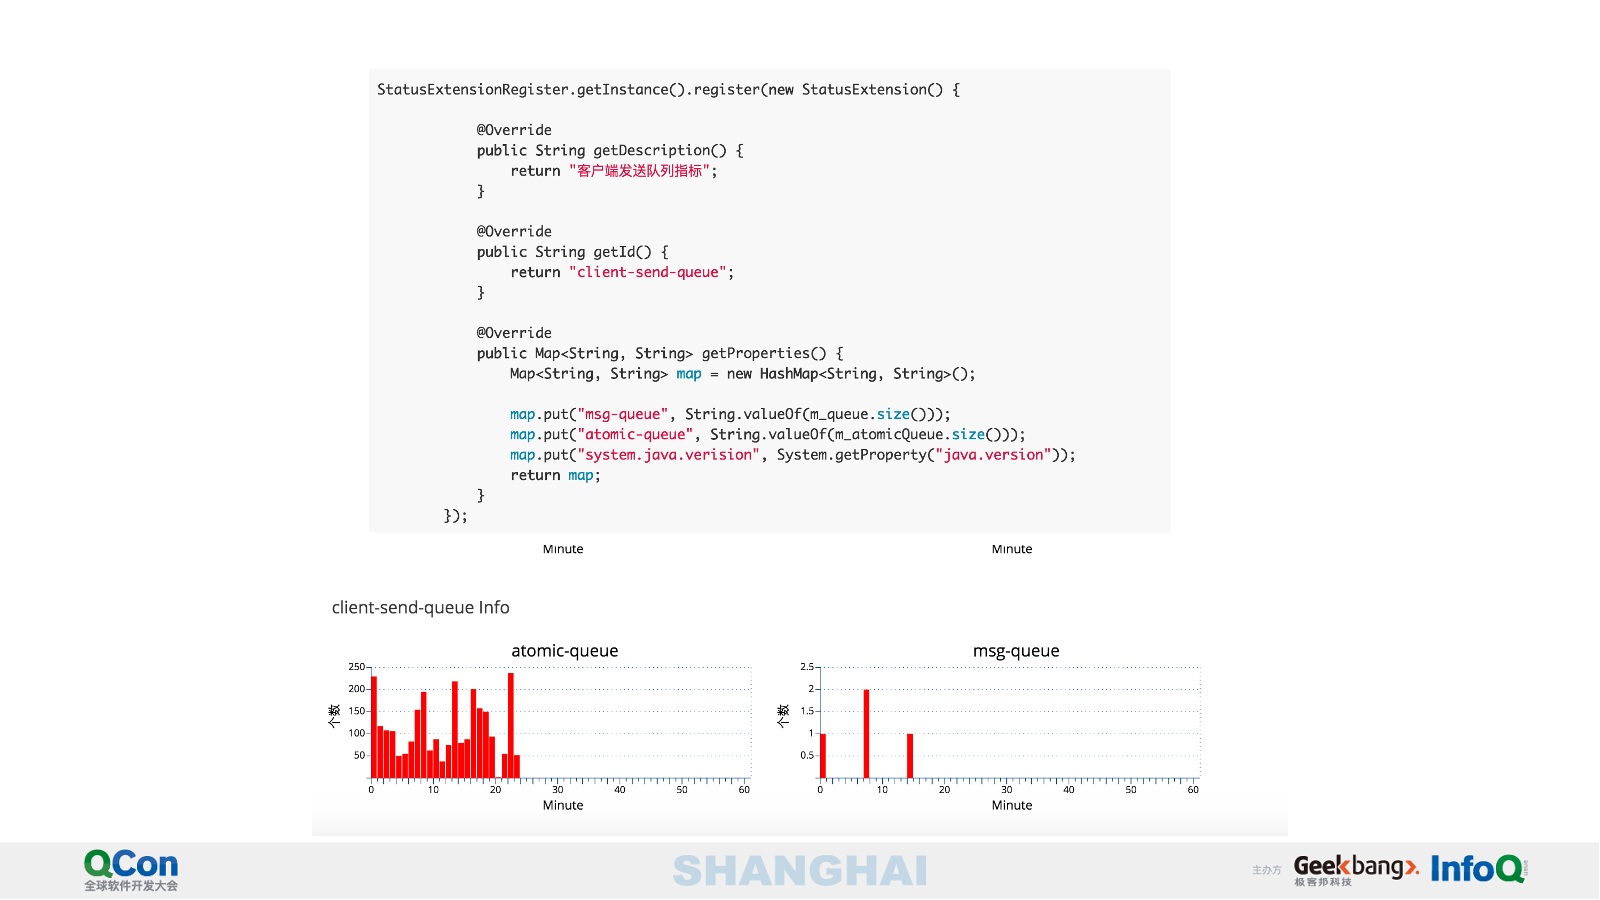 StatusExtensionRegister.getInstance().register(new StatusExtension() {
@Override
public String getDescription() {
return "客户端发送队列指标";
}
@Override
public String getId() {
return "client-send-queue";
}
@Override
public Map<String, String> getProperties() {
Map<String, String> map = new HashMap<String, String>();
map.put("msg-queue", String.valueOf(m_queue.size()));
map.put("atomic-queue", String.valueOf(m_atomicQueue.size()));
map.put("system.java.verision", System.getProperty("java.version"));
return map;
}
});
Minute Minute
client-send-queue Info
atomic-queue
250
200
150
100
50
个数
0 10 20 30 40 50 60
Minute
msg-queue
2.5
2
1.5
1
0.5
个数
0 10 20 30 40 50 60
Minute
QCon
全球软件开发大会
SHANGHAI
主办方
Geekbang>.
极客邦科技
InfoQ